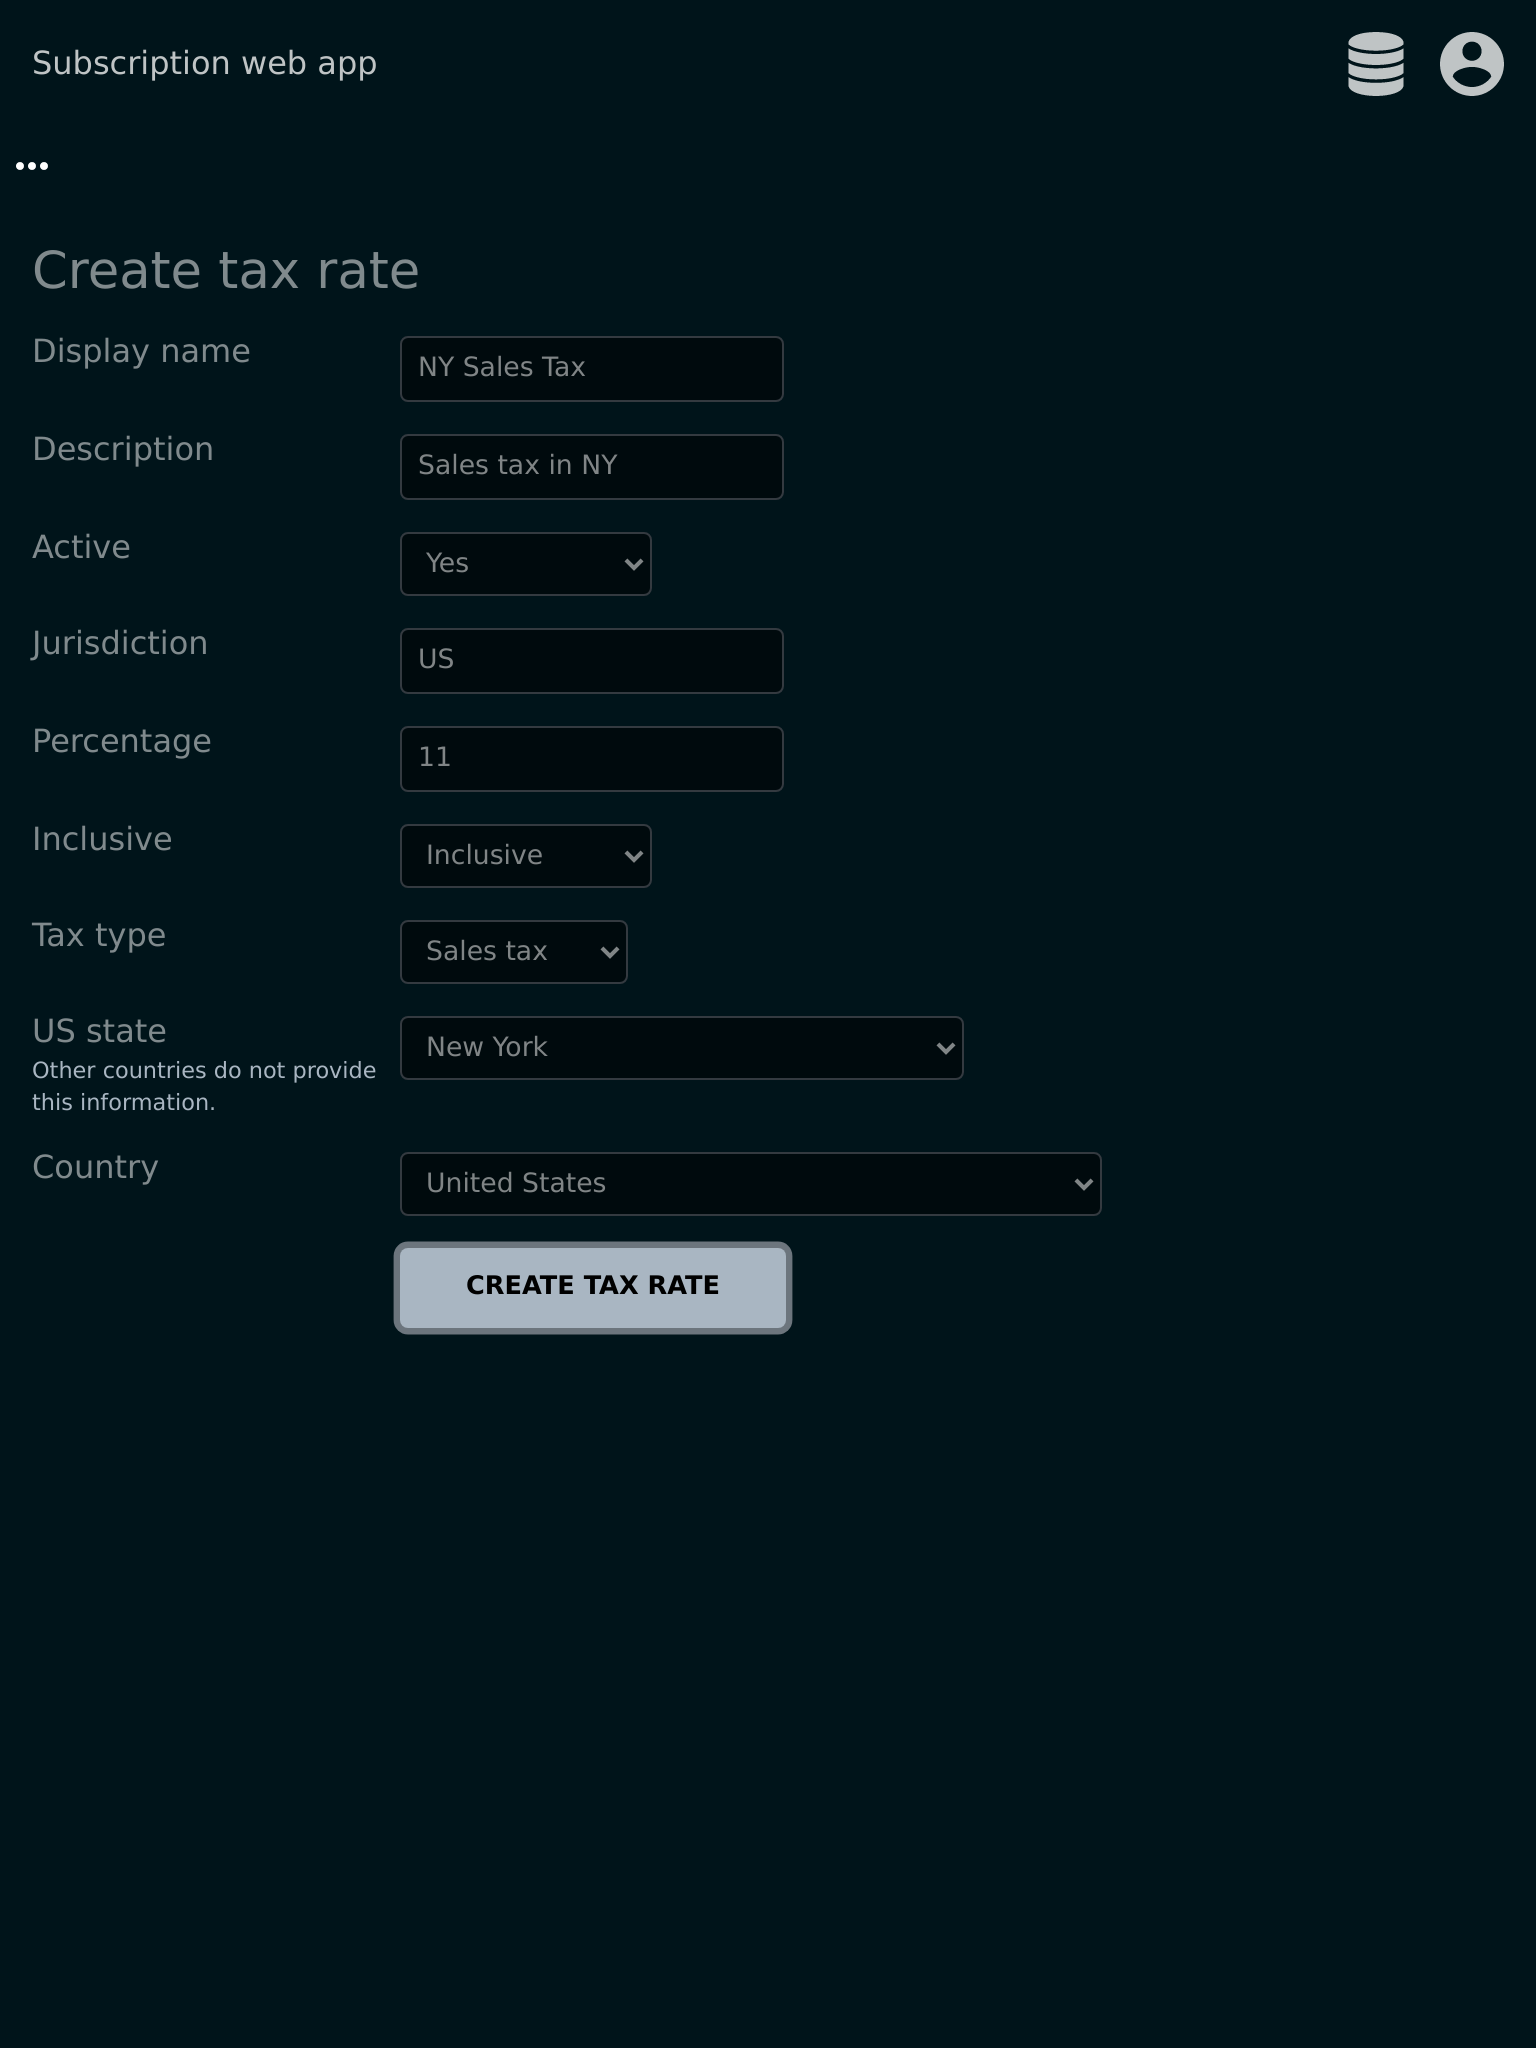 Subscription web app
Create tax rate
Display name
NY Sales Tax
Description
Sales tax in NY
Active
Yes
Jurisdiction
US
Percentage
11
Inclusive
Inclusive
Tax type
Sales tax
US state
New York
Other countries do not provide
this information.
Country
United States
CREATE TAX RATE